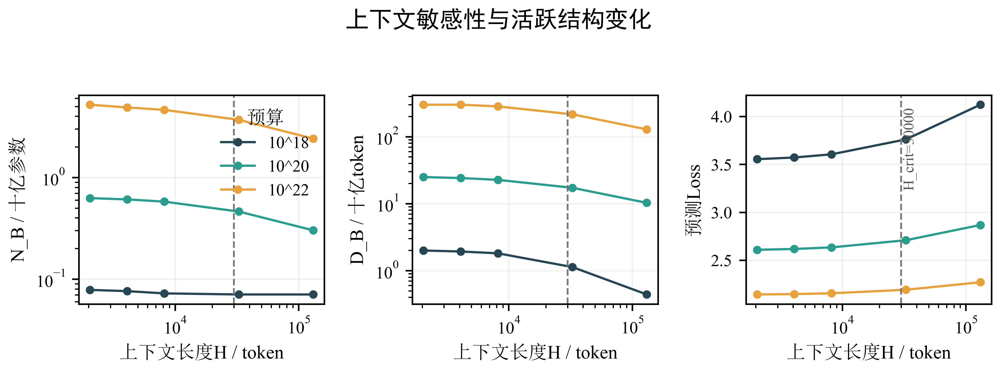 上下文敏感性与活跃结构变化
N_B / 十亿参数
10^0
10^−1
预算
10^18
10^20
10^22
10^4
10^5
上下文长度H / token
D_B / 十亿token
10^2
10^1
10^0
10^4
10^5
上下文长度H / token
预测Loss
4.0
3.5
3.0
2.5
H_crit=30000
10^4
10^5
上下文长度H / token